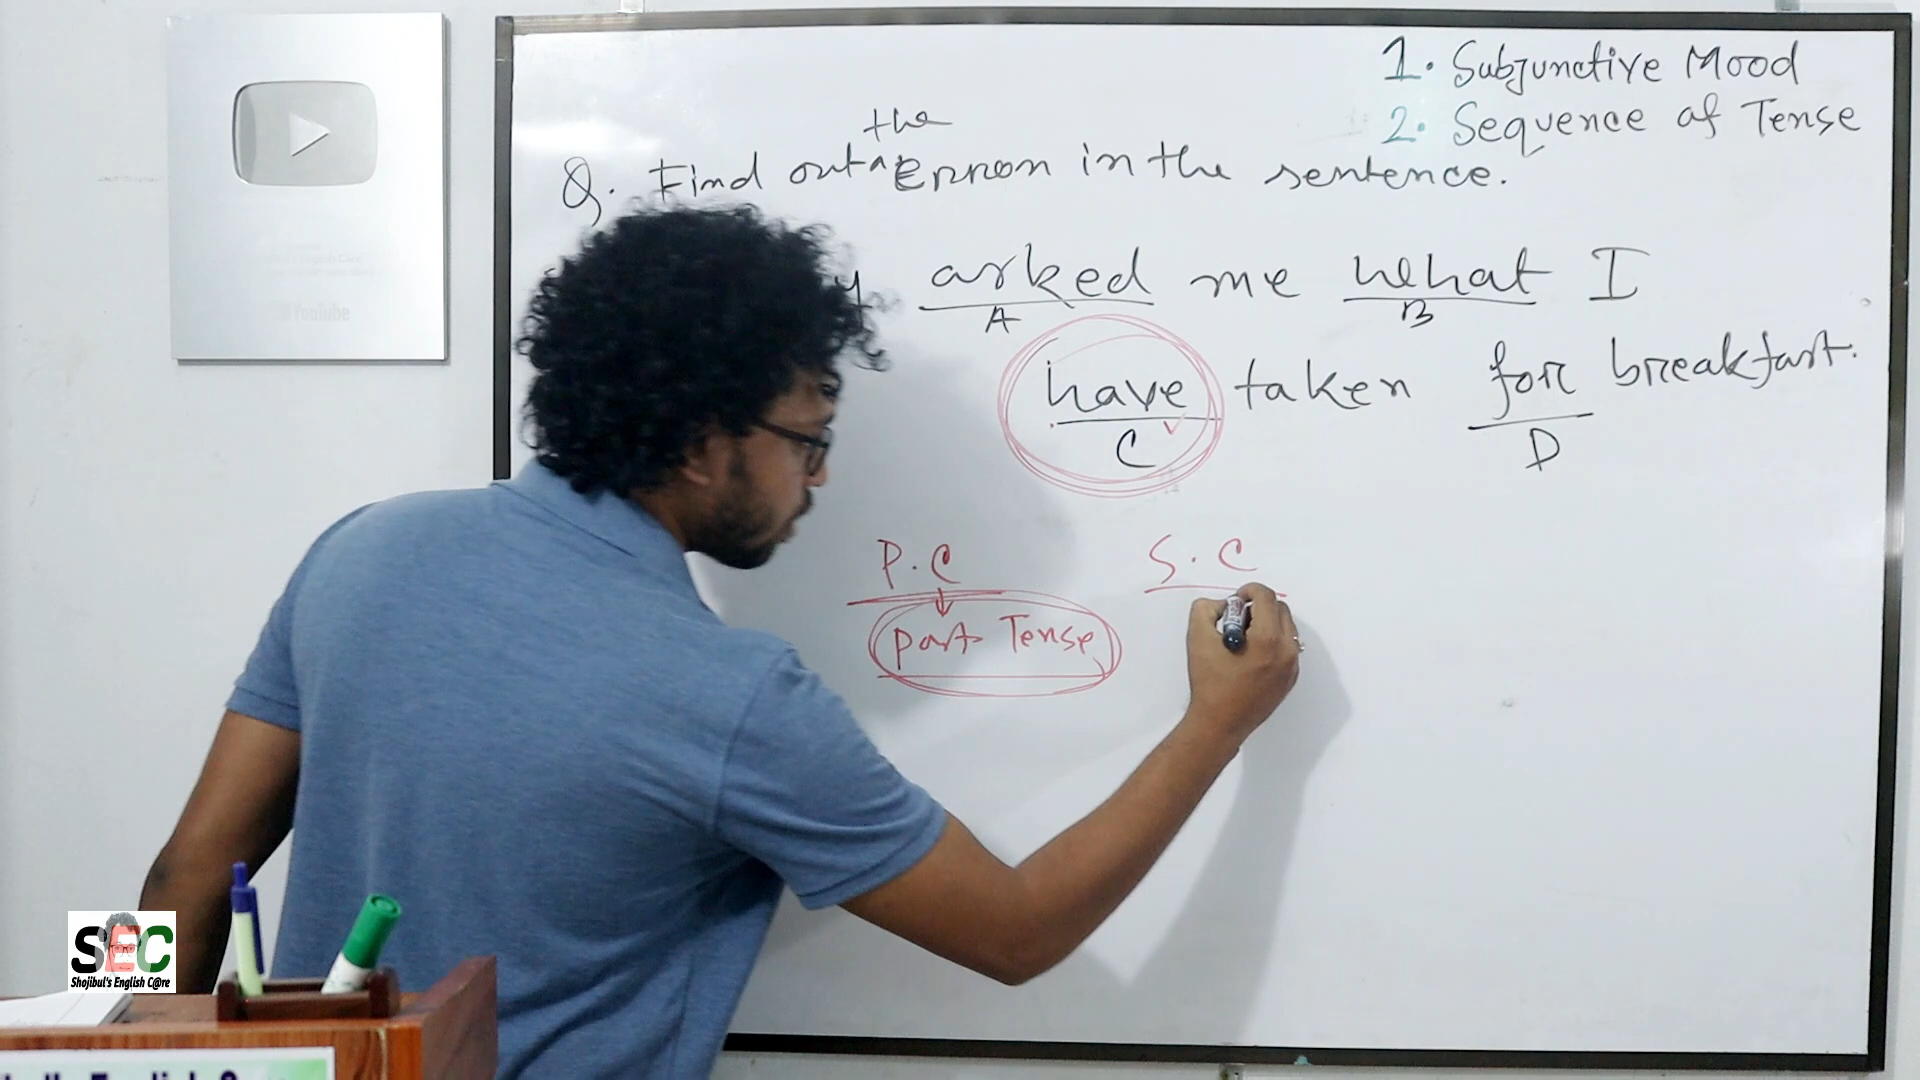 1. Subjunctive Mood
2. Sequence of Tense
the
Q. Find out ^ Error in the sentence.
y asked me what I
A
B
have taken for breakfast.
C
D
P.C
S.C
past Tense
YouTube
SEC
Shojibul's English C@re